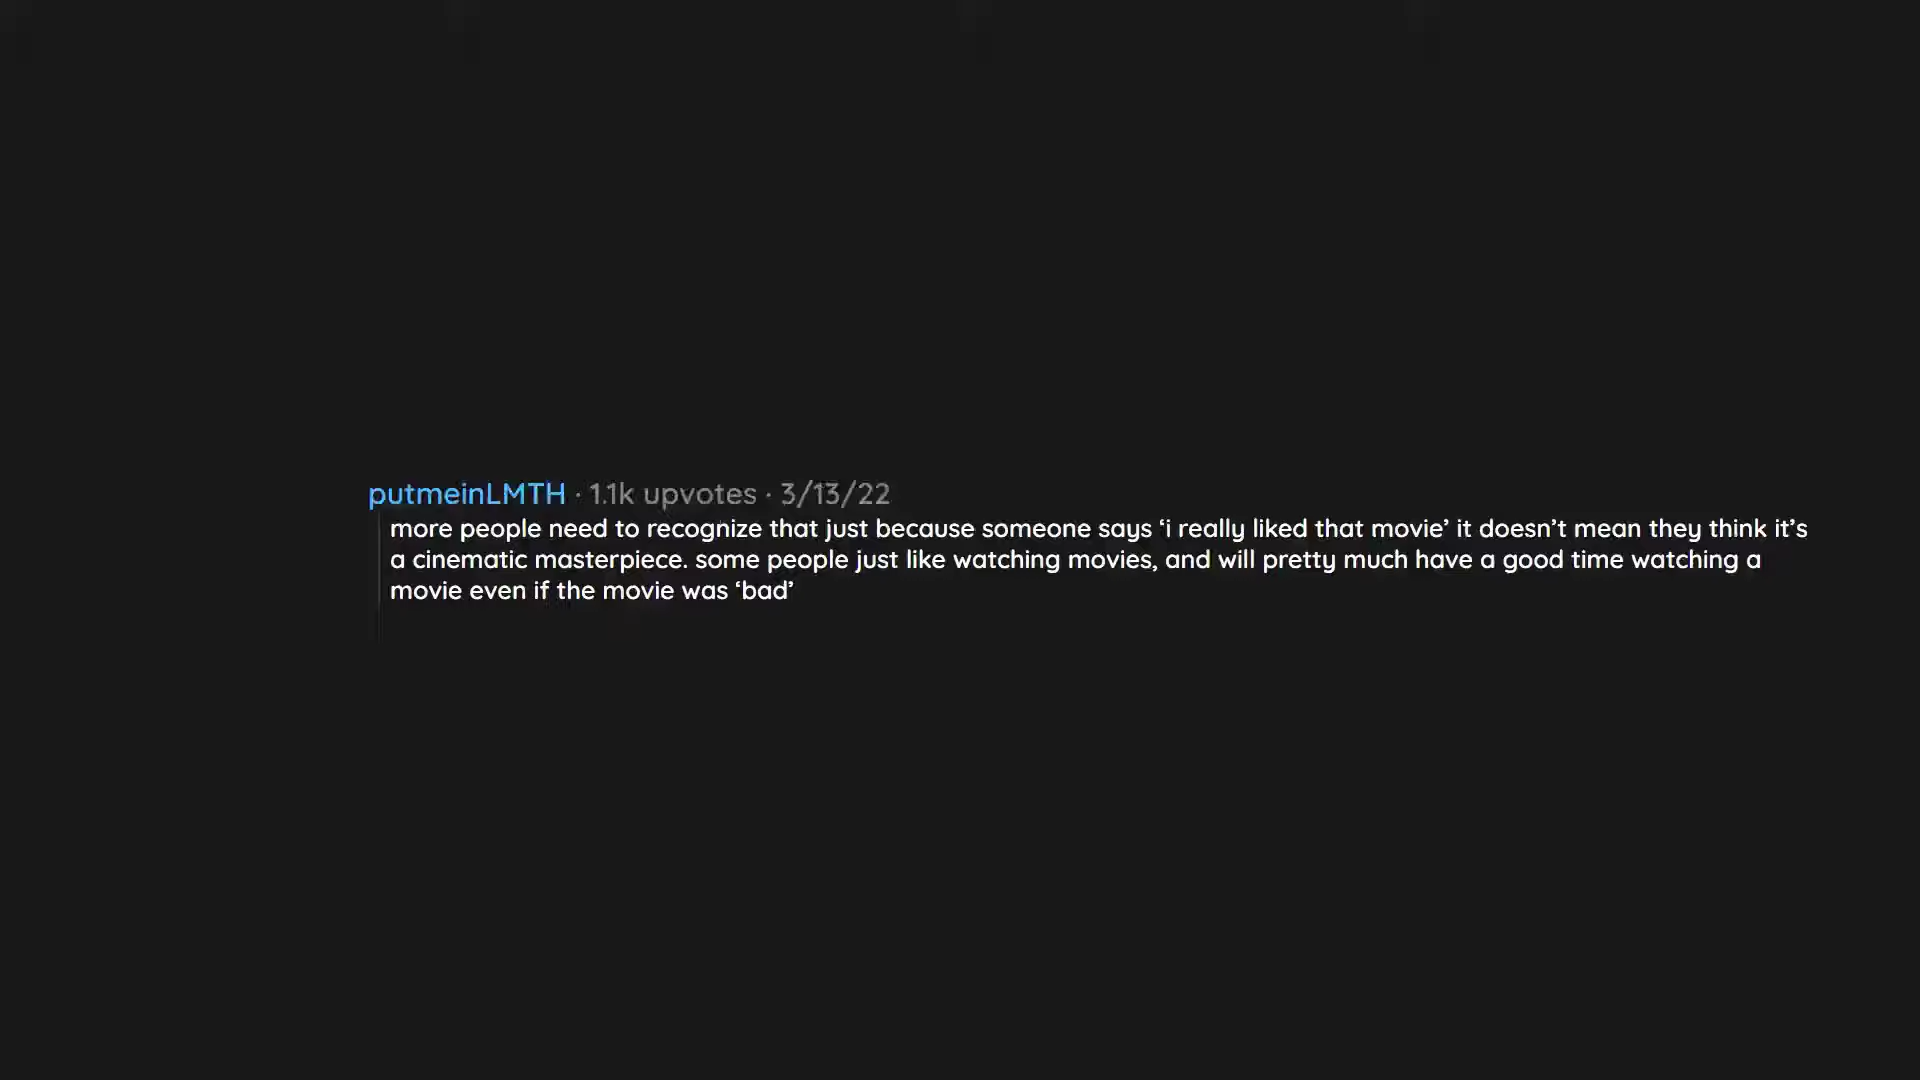 putmeinLMTH · 1.1k upvotes · 3/13/22
more people need to recognize that just because someone says ‘i really liked that movie’ it doesn’t mean they think it’s
a cinematic masterpiece. some people just like watching movies, and will pretty much have a good time watching a
movie even if the movie was ‘bad’